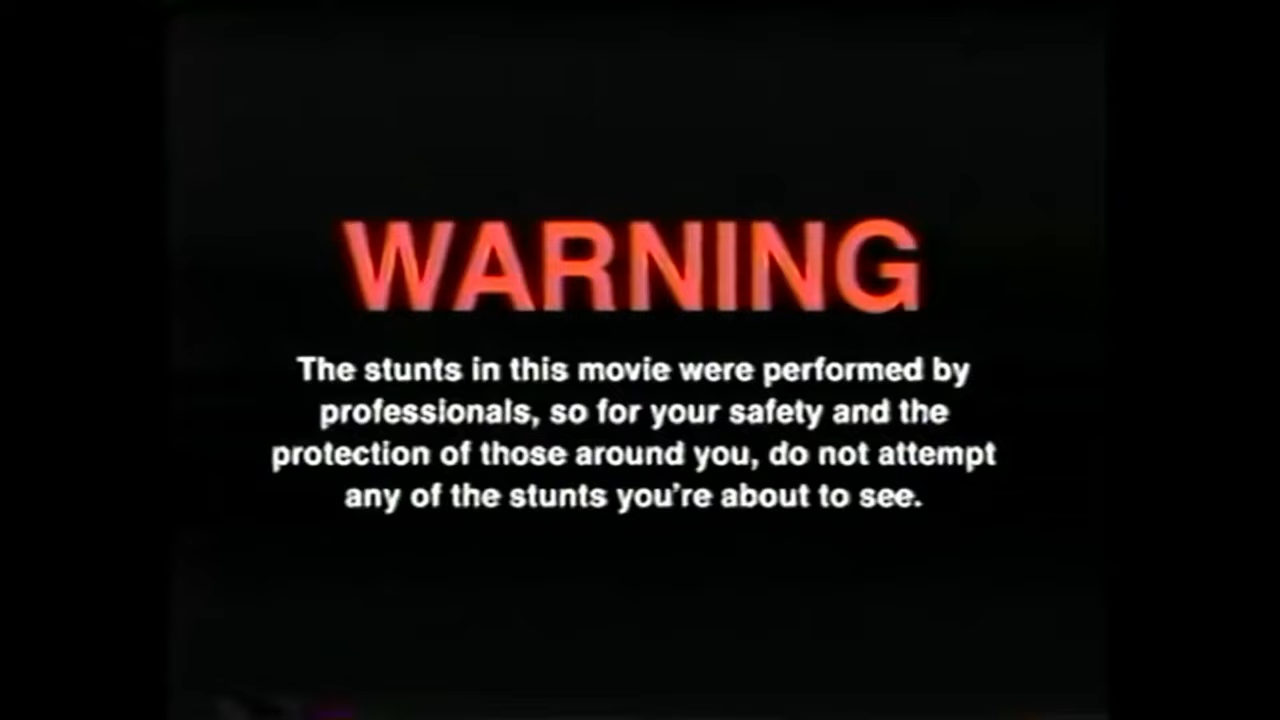 WARNING
The stunts in this movie were performed by
professionals, so for your safety and the
protection of those around you, do not attempt
any of the stunts you're about to see.